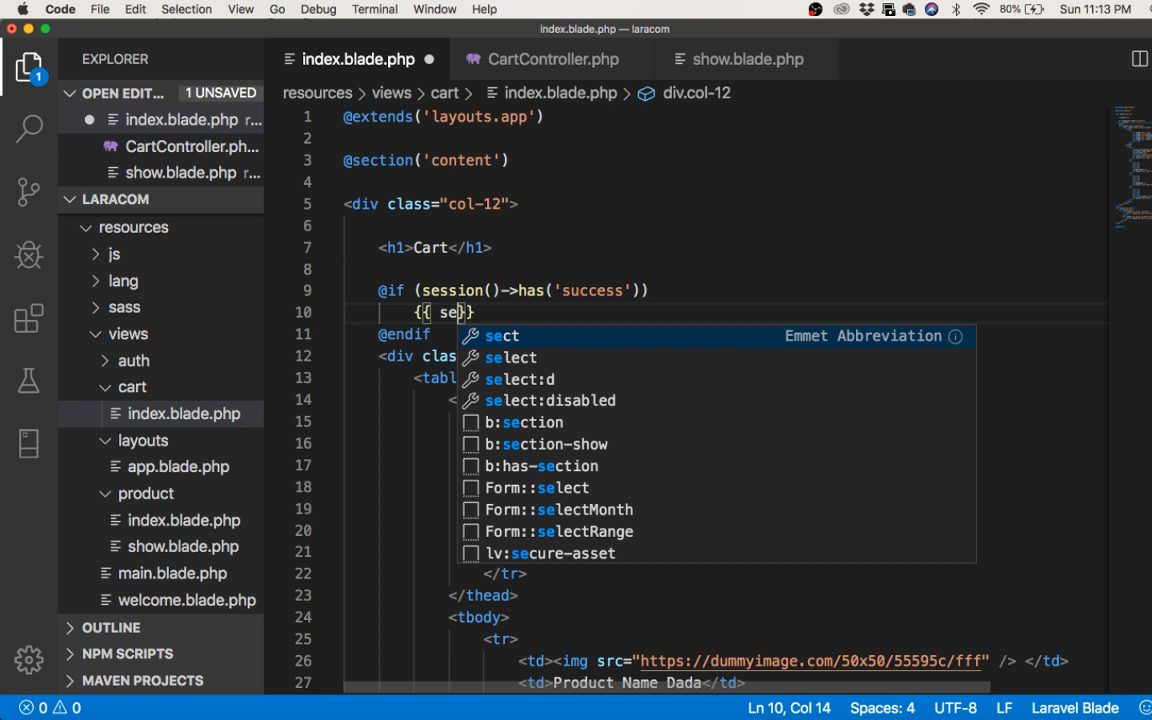 Code File Edit Selection View Go Debug Terminal Window Help 80% Sun 11:13 PM
index.blade.php — laracom
EXPLORER
index.blade.php CartController.php show.blade.php
1
OPEN EDIT... 1 UNSAVED
resources > views > cart > index.blade.php > div.col-12
index.blade.php r...
CartController.ph...
show.blade.php r...
LARACOM
resources
js
lang
sass
views
auth
cart
index.blade.php
layouts
app.blade.php
product
index.blade.php
show.blade.php
main.blade.php
welcome.blade.php
OUTLINE
NPM SCRIPTS
MAVEN PROJECTS
1 @extends('layouts.app')
2
3 @section('content')
4
5 <div class="col-12">
6
7 <h1>Cart</h1>
8
9 @if (session()->has('success'))
10 {{ se}}
11 @endif
12 <div clas
13 <tabl
14 <
15
16
17
18
19
20
21
22 </tr>
23 </thead>
24 <tbody>
25 <tr>
26 <td><img src="https://dummyimage.com/50x50/55595c/fff" /> </td>
27 <td>Product Name Dada</td>
sect Emmet Abbreviation
select
select:d
select:disabled
b:section
b:section-show
b:has-section
Form::select
Form::selectMonth
Form::selectRange
lv:secure-asset
0 0 Ln 10, Col 14 Spaces: 4 UTF-8 LF Laravel Blade